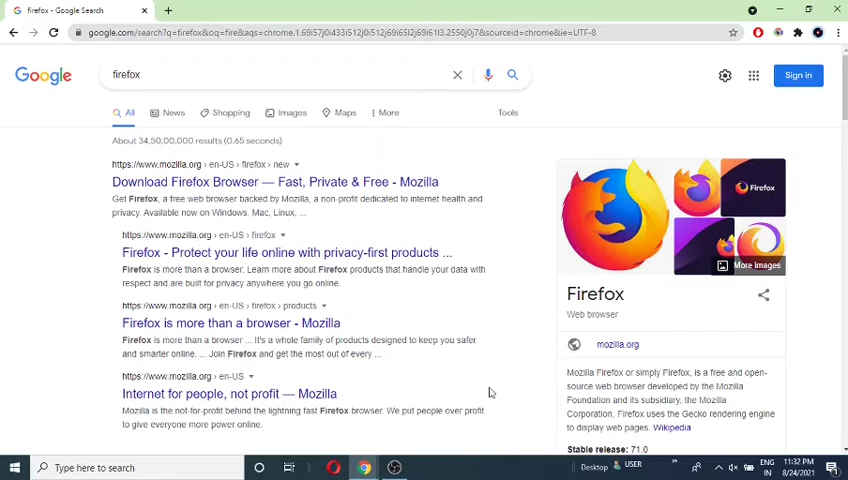 firefox - Google Search
google.com/search?q=firefox&oq=fire&aqs=chrome.1.69i57j0i433j0i512j69i65l2j69i61l3.2550j0j7&sourceid=chrome&ie=UTF-8
Google
firefox
Sign in
All
News
Shopping
Images
Maps
More
Tools
About 34,50,00,000 results (0.65 seconds)
https://www.mozilla.org › en-US › firefox › new
Download Firefox Browser — Fast, Private & Free - Mozilla
Get Firefox, a free web browser backed by Mozilla, a non-profit dedicated to internet health and
privacy. Available now on Windows, Mac, Linux, ...
https://www.mozilla.org › en-US › firefox
Firefox - Protect your life online with privacy-first products ...
Firefox is more than a browser. Learn more about Firefox products that handle your data with
respect and are built for privacy anywhere you go online.
https://www.mozilla.org › en-US › firefox › products
Firefox is more than a browser - Mozilla
Firefox is more than a browser ... It's a whole family of products designed to keep you safer
and smarter online. ... Join Firefox and get the most out of every ...
https://www.mozilla.org › en-US
Internet for people, not profit — Mozilla
Mozilla is the not-for-profit behind the lightning fast Firefox browser. We put people over profit
to give everyone more power online.
Firefox
More images
Firefox
Web browser
mozilla.org
Mozilla Firefox or simply Firefox, is a free and open-
source web browser developed by the Mozilla
Foundation and its subsidiary, the Mozilla
Corporation. Firefox uses the Gecko rendering engine
to display web pages. Wikipedia
Stable release: 71.0
Type here to search
Desktop
USER
ENG
IN
11:32 PM
8/24/2021